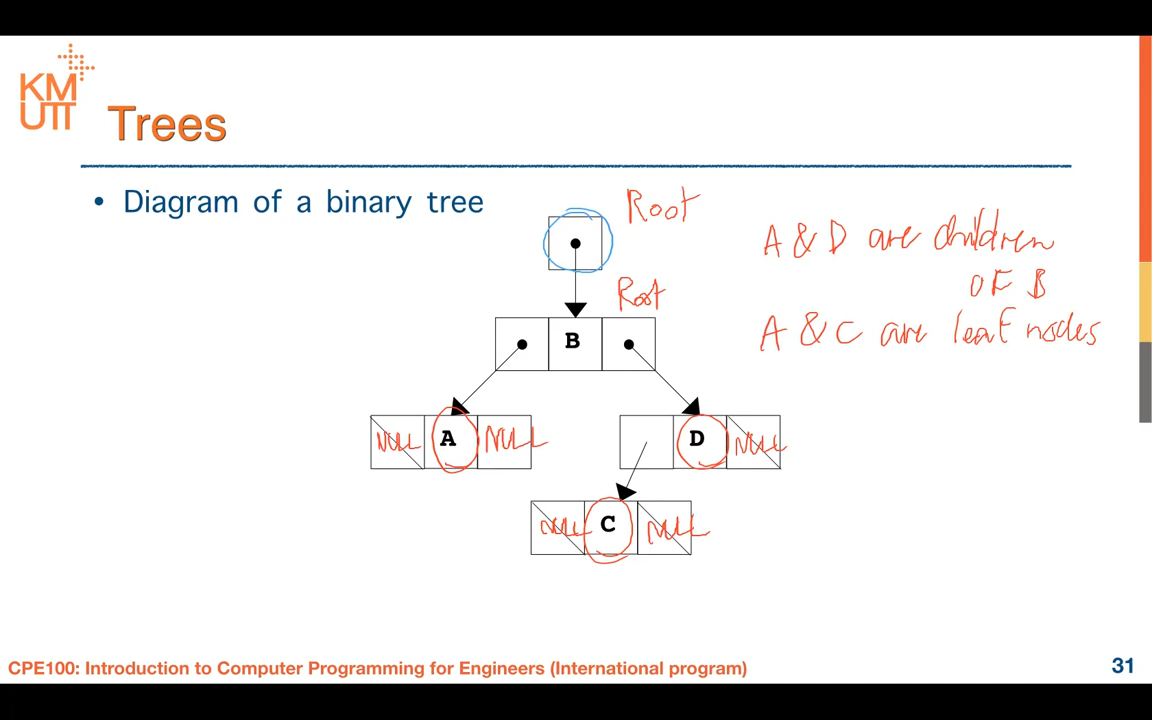 KM
UTT
Trees
• Diagram of a binary tree
Root
A & D are children
OF B
Root
A & C are leaf nodes
B
NULL A NULL
D NULL
NULL C NULL
CPE100: Introduction to Computer Programming for Engineers (International program)
31